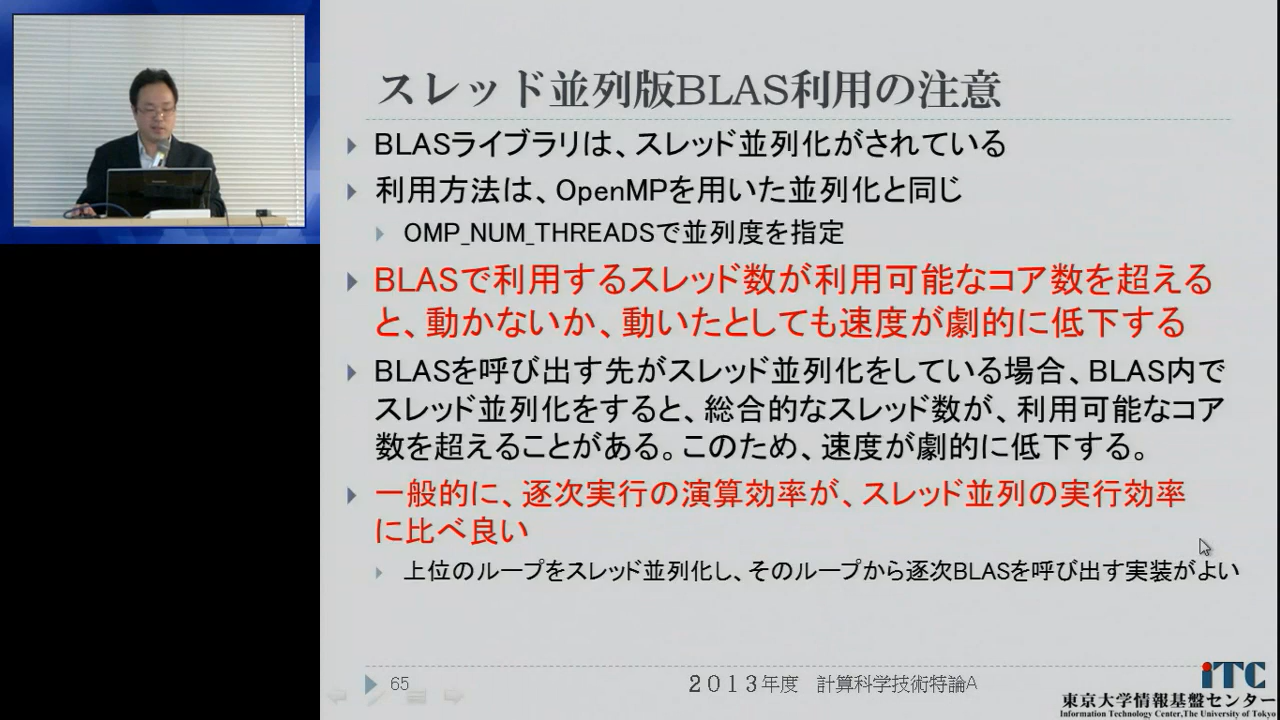 スレッド並列版BLAS利用の注意
BLASライブラリは、スレッド並列化がされている
利用方法は、OpenMPを用いた並列化と同じ
OMP_NUM_THREADSで並列度を指定
BLASで利用するスレッド数が利用可能なコア数を超える
と、動かないか、動いたとしても速度が劇的に低下する
BLASを呼び出す先がスレッド並列化をしている場合、BLAS内で
スレッド並列化をすると、総合的なスレッド数が、利用可能なコア
数を超えることがある。このため、速度が劇的に低下する。
一般的に、逐次実行の演算効率が、スレッド並列の実行効率
に比べ良い
上位のループをスレッド並列化し、そのループから逐次BLASを呼び出す実装がよい
65
2013年度 計算科学技術特論A
iTC
東京大学情報基盤センター
Information Technology Center,The University of Tokyo